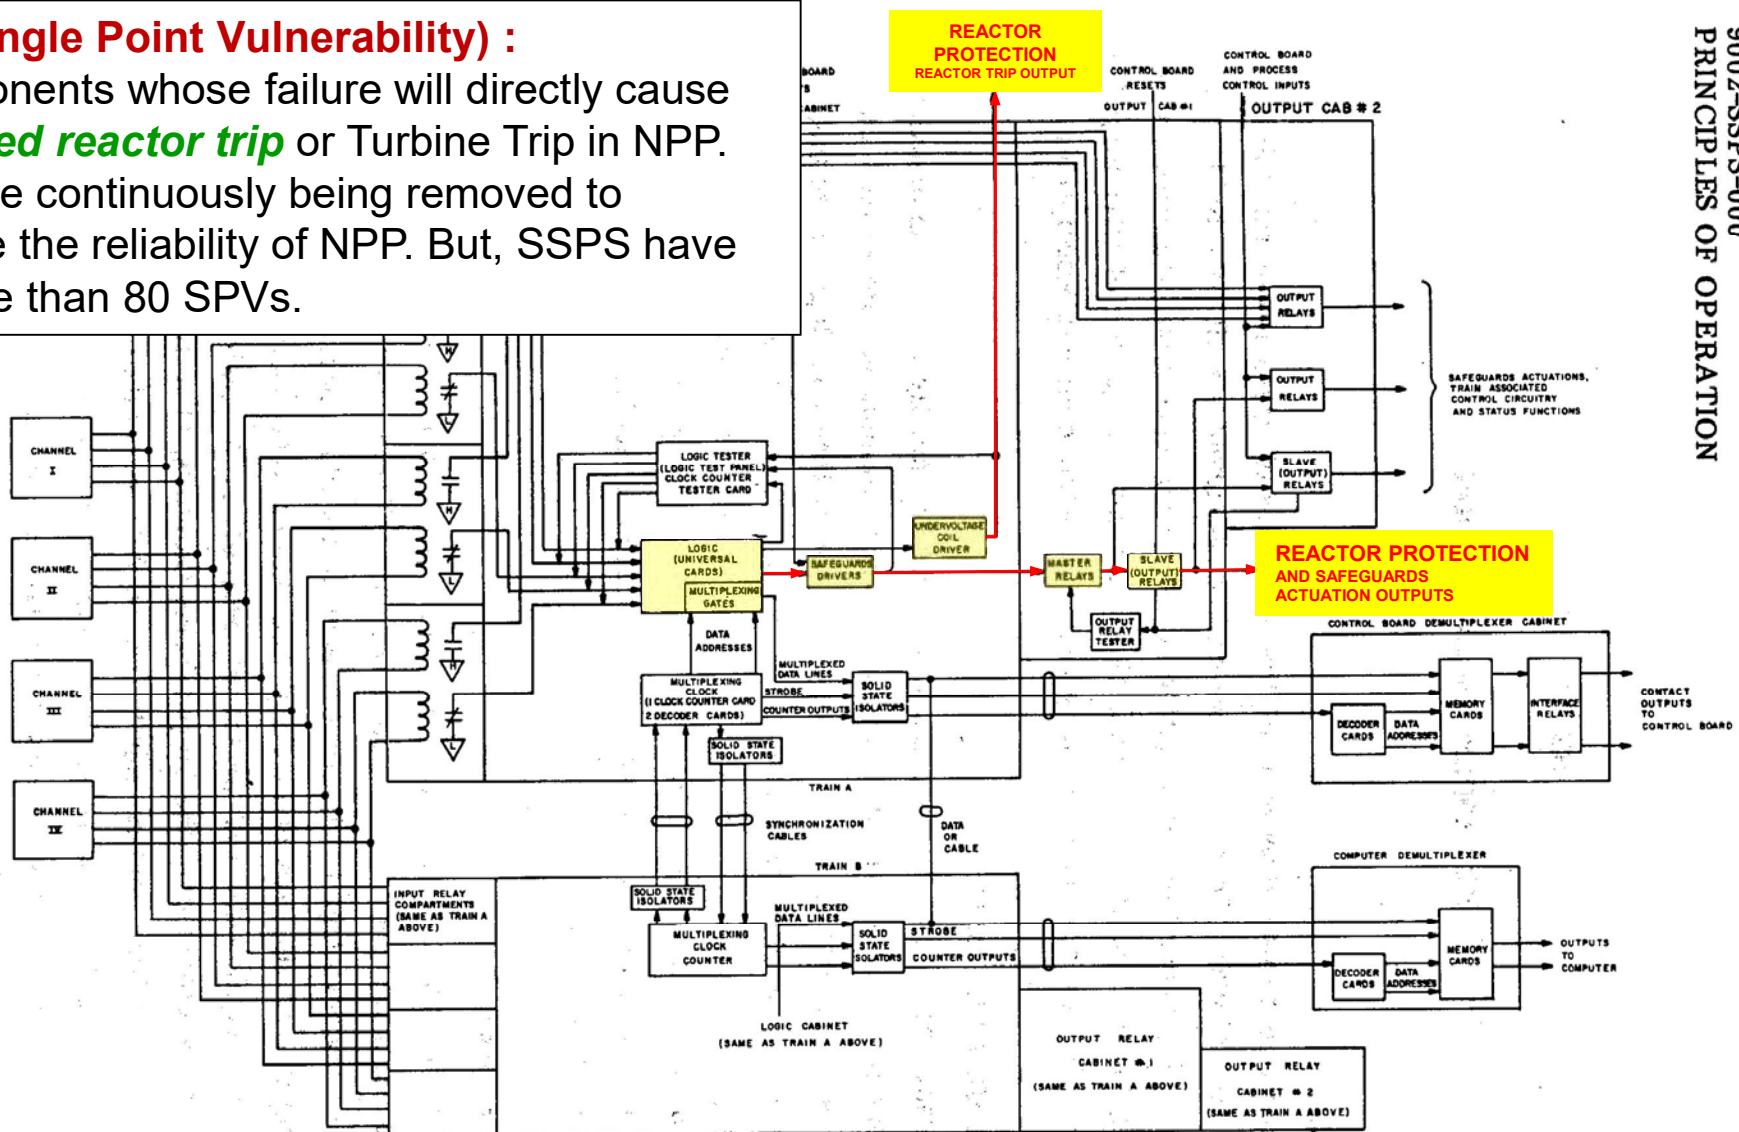 ngle Point Vulnerability) :
onents whose failure will directly cause
ed reactor trip or Turbine Trip in NPP.
e continuously being removed to
e the reliability of NPP. But, SSPS have
e than 80 SPVs.
REACTOR
PROTECTION
REACTOR TRIP OUTPUT
BOARD
S
CABINET
CONTROL BOARD
RESETS
OUTPUT CAB #1
CONTROL BOARD
AND PROCESS
CONTROL INPUTS
OUTPUT CAB # 2
9002-SSPS-000
PRINCIPLES OF OPERATION
OUTPUT
RELAYS
OUTPUT
RELAYS
SLAVE
(OUTPUT)
RELAYS
SAFEGUARDS ACTUATIONS,
TRAIN ASSOCIATED
CONTROL CIRCUITRY
AND STATUS FUNCTIONS
H
L
H
L
H
L
CHANNEL
I
CHANNEL
II
CHANNEL
III
CHANNEL
IV
LOGIC TESTER
(LOGIC TEST PANEL)
CLOCK COUNTER
TESTER CARD
LOGIC
(UNIVERSAL
CARDS)
MULTIPLEXING
GATES
SAFEGUARDS
DRIVERS
UNDERVOLTAGE
COIL
DRIVER
MASTER
RELAYS
SLAVE
(OUTPUT)
RELAYS
REACTOR PROTECTION
AND SAFEGUARDS
ACTUATION OUTPUTS
OUTPUT
RELAY
TESTER
DATA
ADDRESSES
MULTIPLEXING
CLOCK
(1 CLOCK COUNTER CARD
2 DECODER CARDS)
MULTIPLEXED
DATA LINES
STROBE
COUNTER OUTPUTS
SOLID
STATE
ISOLATORS
SOLID STATE
ISOLATORS
CONTROL BOARD DEMULTIPLEXER CABINET
DECODER
CARDS
DATA
ADDRESSES
MEMORY
CARDS
INTERFACE
RELAYS
CONTACT
OUTPUTS
TO
CONTROL BOARD
TRAIN A
SYNCHRONIZATION
CABLES
DATA
OR
CABLE
TRAIN B
INPUT RELAY
COMPARTMENTS
(SAME AS TRAIN A
ABOVE)
SOLID STATE
ISOLATORS
MULTIPLEXING
CLOCK
COUNTER
MULTIPLEXED
DATA LINES
SOLID
STATE
ISOLATORS
STROBE
COUNTER OUTPUTS
COMPUTER DEMULTIPLEXER
DECODER
CARDS
DATA
ADDRESSES
MEMORY
CARDS
OUTPUTS
TO
COMPUTER
LOGIC CABINET
(SAME AS TRAIN A ABOVE)
OUTPUT RELAY
CABINET # 1
(SAME AS TRAIN A ABOVE)
OUTPUT RELAY
CABINET # 2
(SAME AS TRAIN A ABOVE)